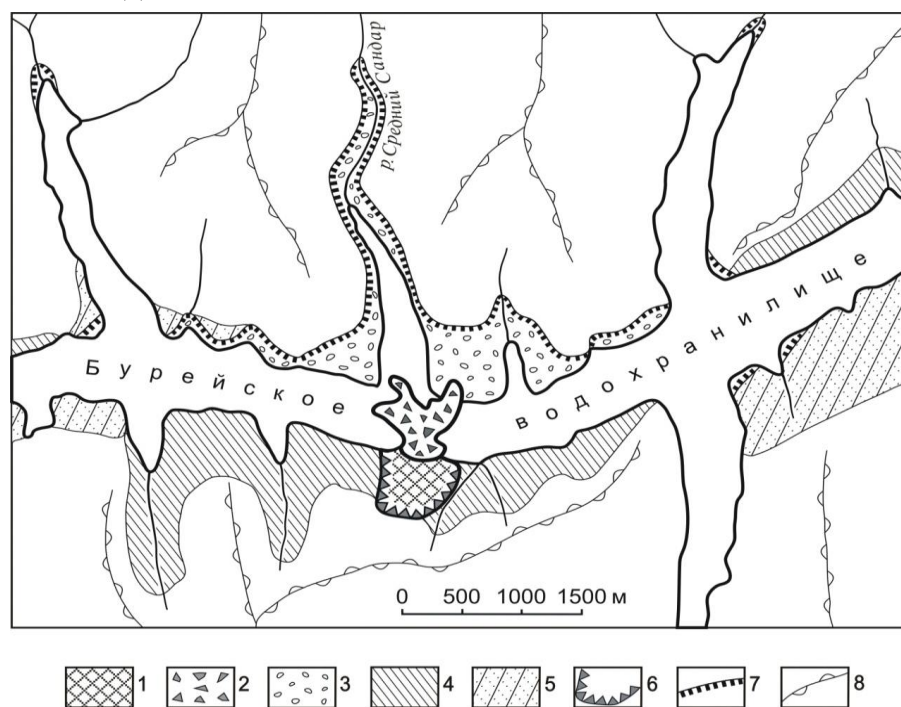 р. Средний Сандар
Бурейское водохранилище
0 500 1000 1500 м
1 2 3 4 5 6 7 8